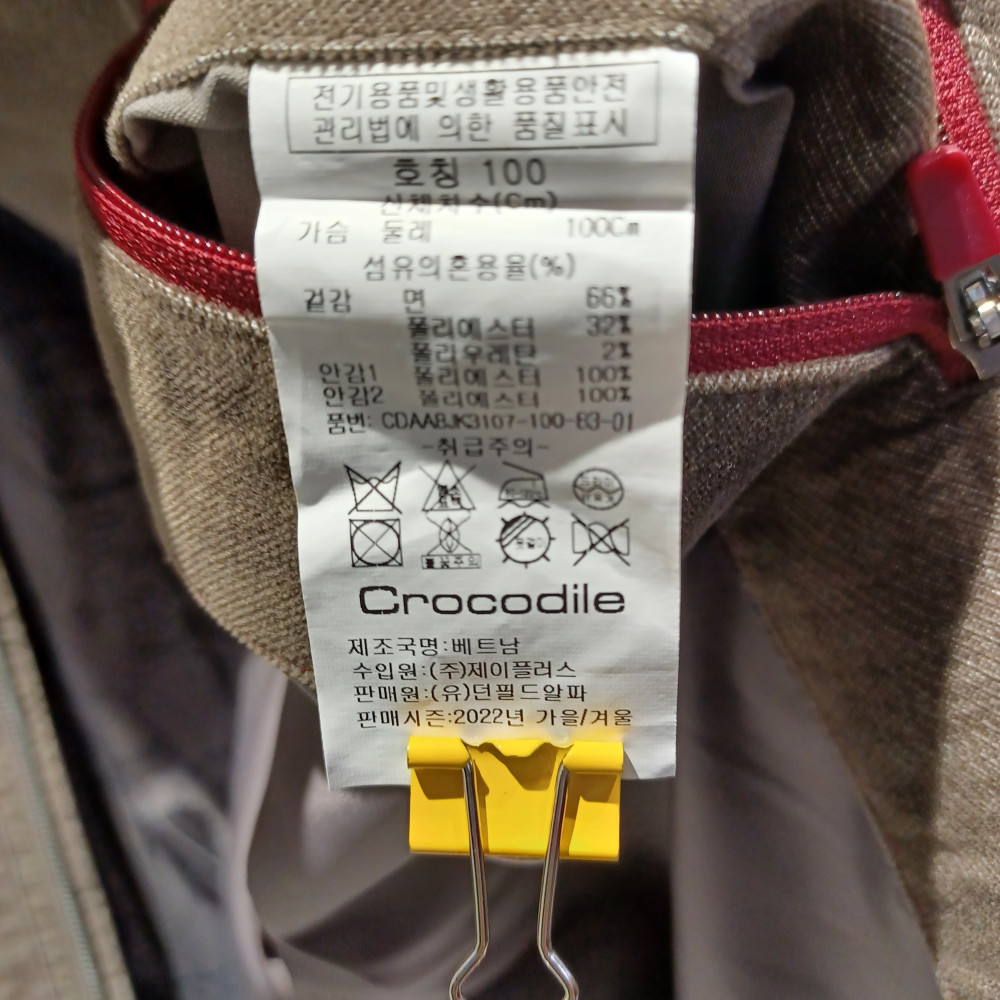 전기용품및생활용품안전
관리법에 의한 품질표시
호칭 100
신체치수(Cm)
가슴 둘레 100Cm
섬유의혼용율(%)
겉감 면 66%
폴리에스터 32%
폴리우레탄 2%
안감1 폴리에스터 100%
안감2 폴리에스터 100%
품번: CDAABJK3107-100-B3-01
-취급주의-
Crocodile
제조국명:베트남
수입원:(주)제이플러스
판매원:(유)던필드알파
판매시즌:2022년 가을/겨울